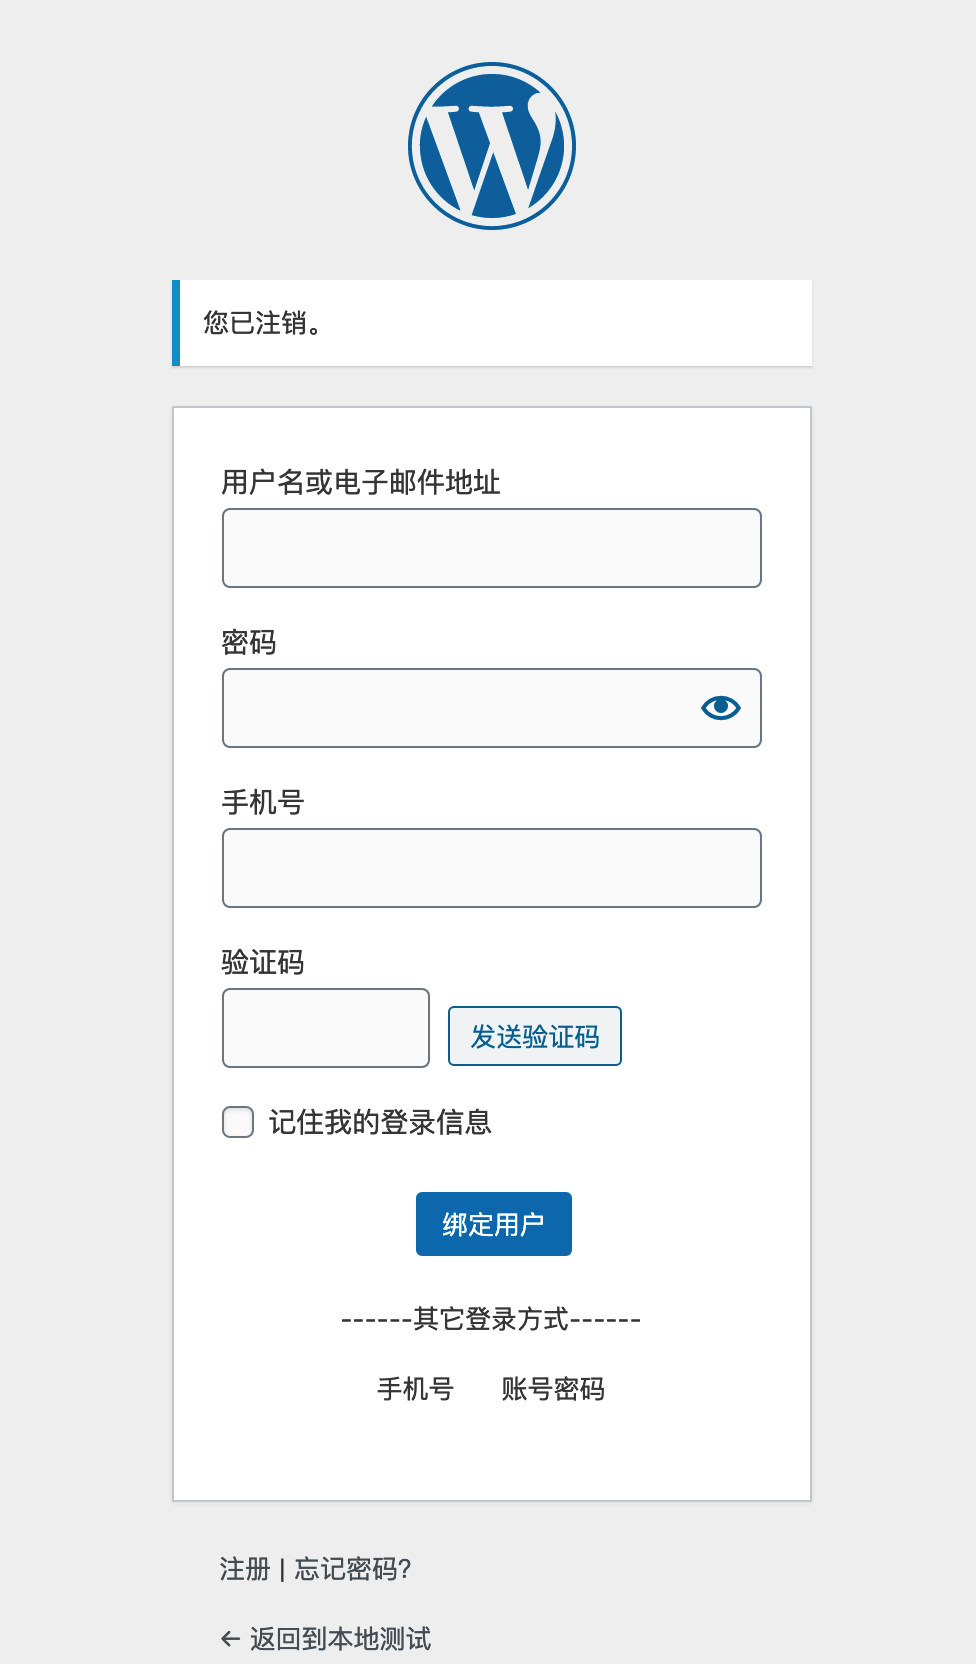 您已注销。
用户名或电子邮件地址
密码
手机号
验证码
发送验证码
记住我的登录信息
绑定用户
------其它登录方式------
手机号 账号密码
注册 | 忘记密码?
← 返回到本地测试